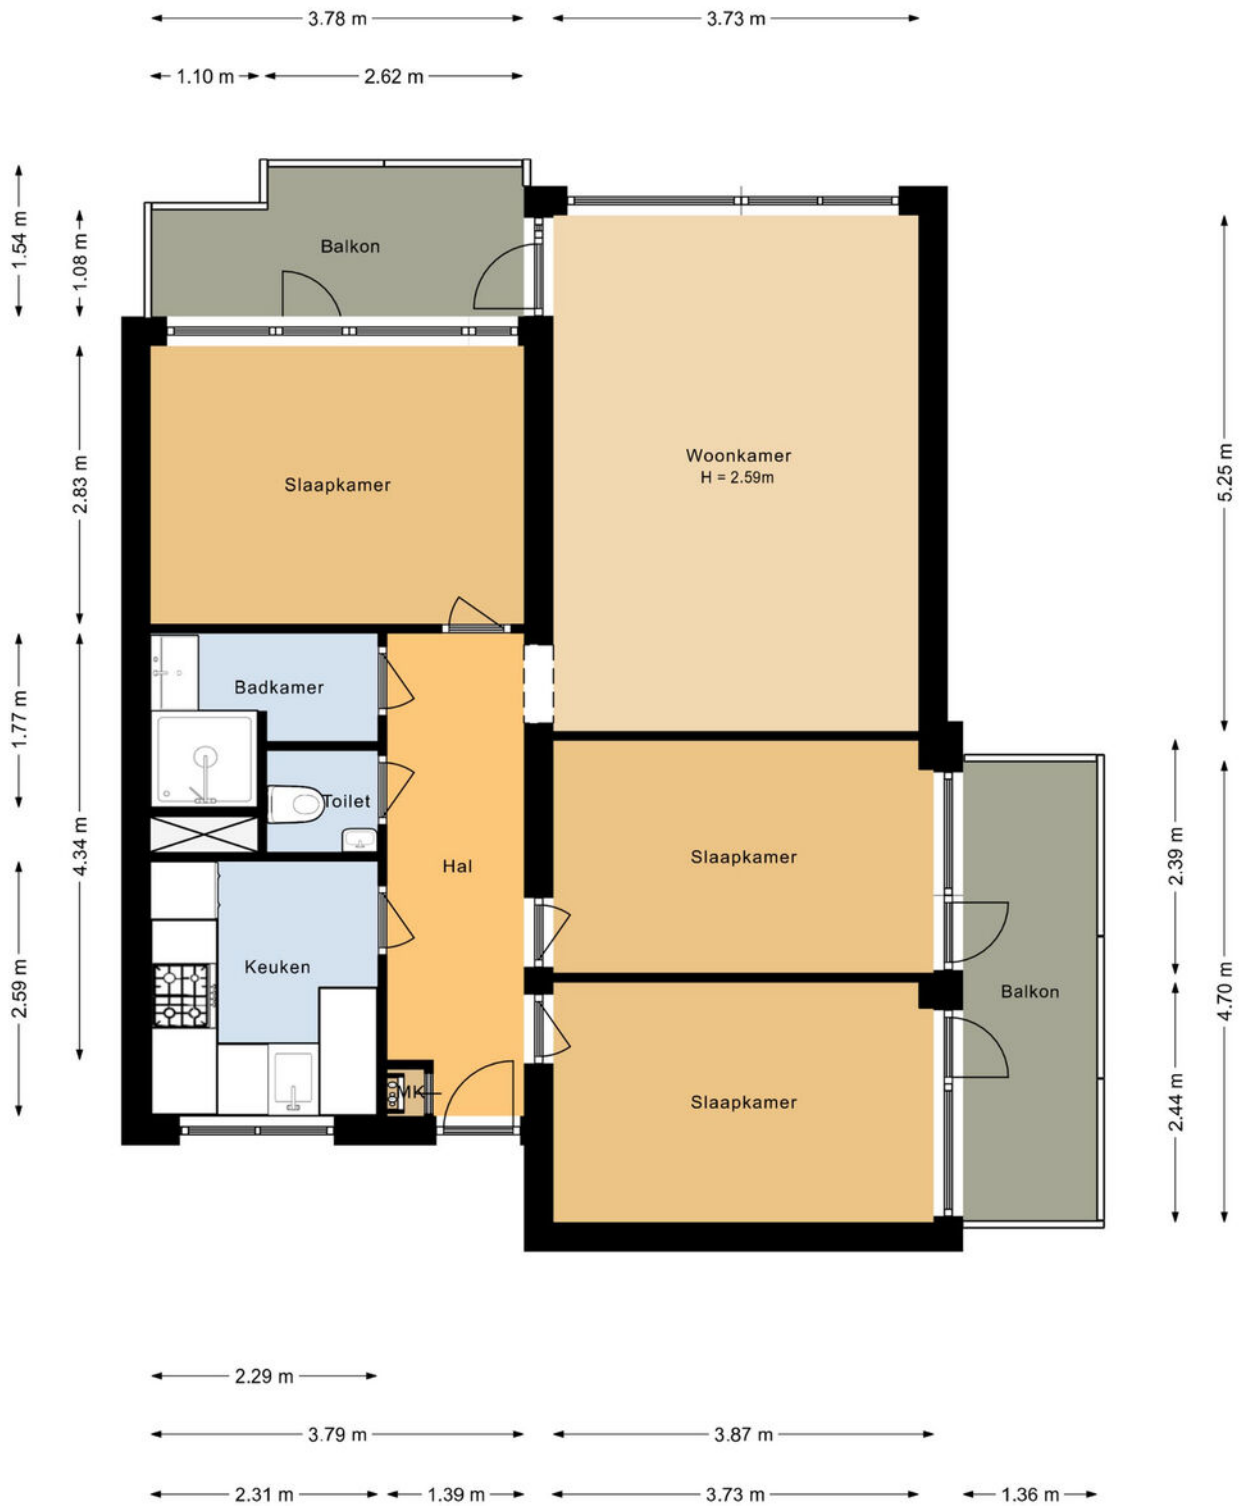 3.78 m
3.73 m
1.10 m
2.62 m
1.54 m
1.08 m
Balkon
Woonkamer
H = 2.59m
5.25 m
2.83 m
Slaapkamer
1.77 m
Badkamer
Toilet
4.34 m
Hal
Slaapkamer
2.39 m
Keuken
2.59 m
Balkon
4.70 m
MK
Slaapkamer
2.44 m
2.29 m
3.79 m
3.87 m
2.31 m
1.39 m
3.73 m
1.36 m